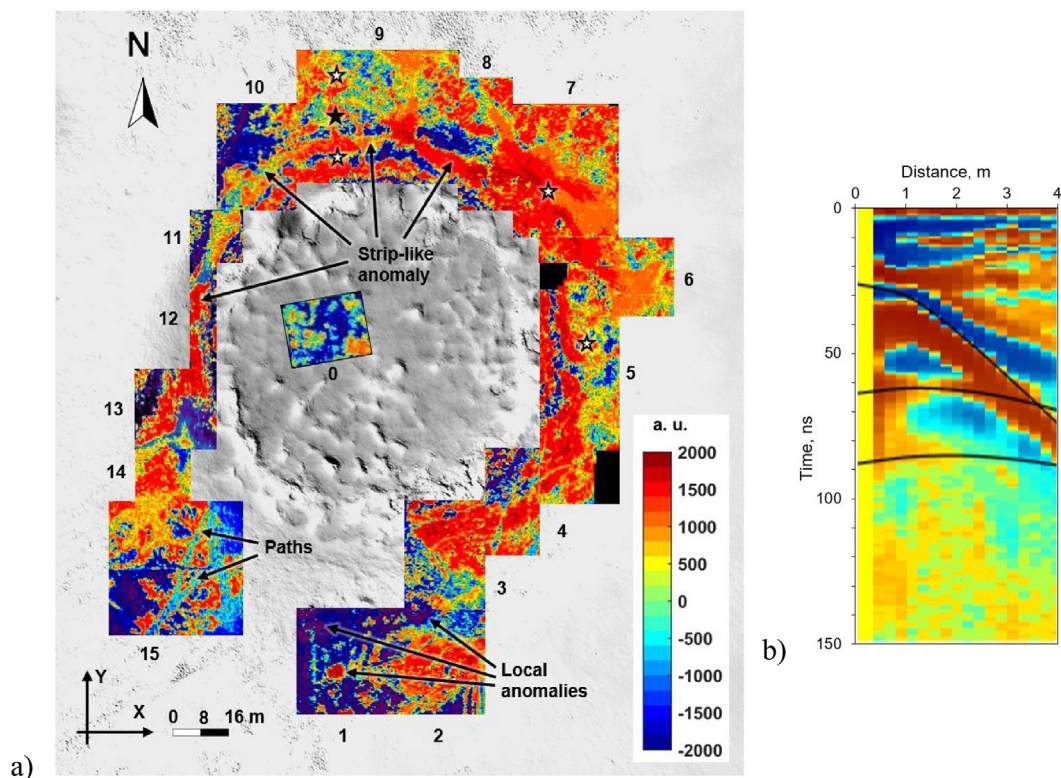 N
9
8
7
10
11
Strip-like
anomaly
6
12
0
5
13
a. u.
2000
1500
1000
500
0
-500
-1000
-1500
-2000
14
4
Paths
3
15
Local
anomalies
Y
X
0 8 16 m
1 2
a)
Distance, m
0 1 2 3 4
Time, ns
0
50
100
150
b)